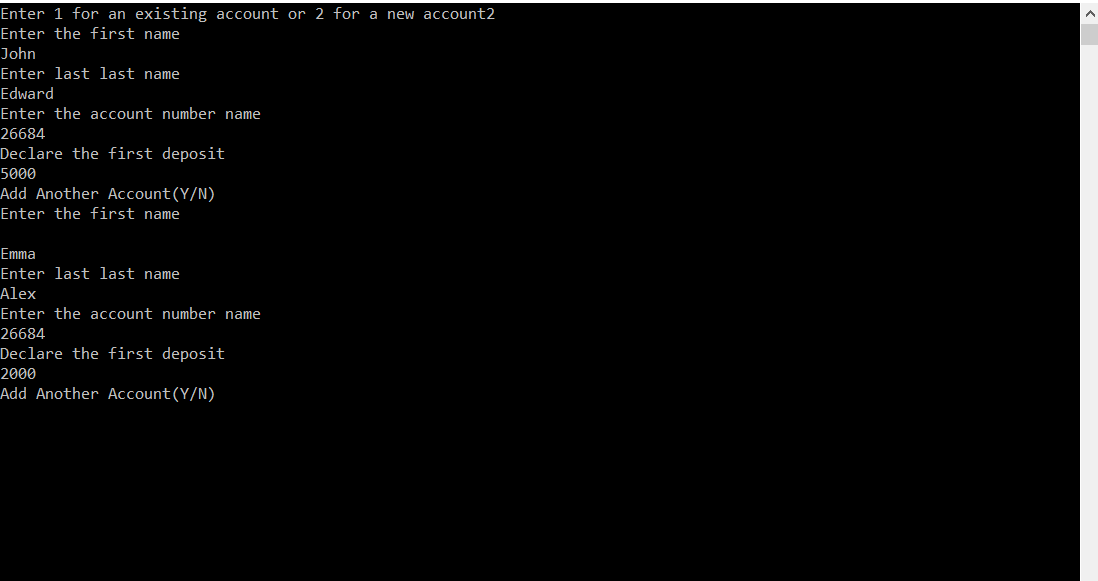 Enter 1 for an existing account or 2 for a new account2
Enter the first name
John
Enter last last name
Edward
Enter the account number name
26684
Declare the first deposit
5000
Add Another Account(Y/N)
Enter the first name
Emma
Enter last last name
Alex
Enter the account number name
26684
Declare the first deposit
2000
Add Another Account(Y/N)